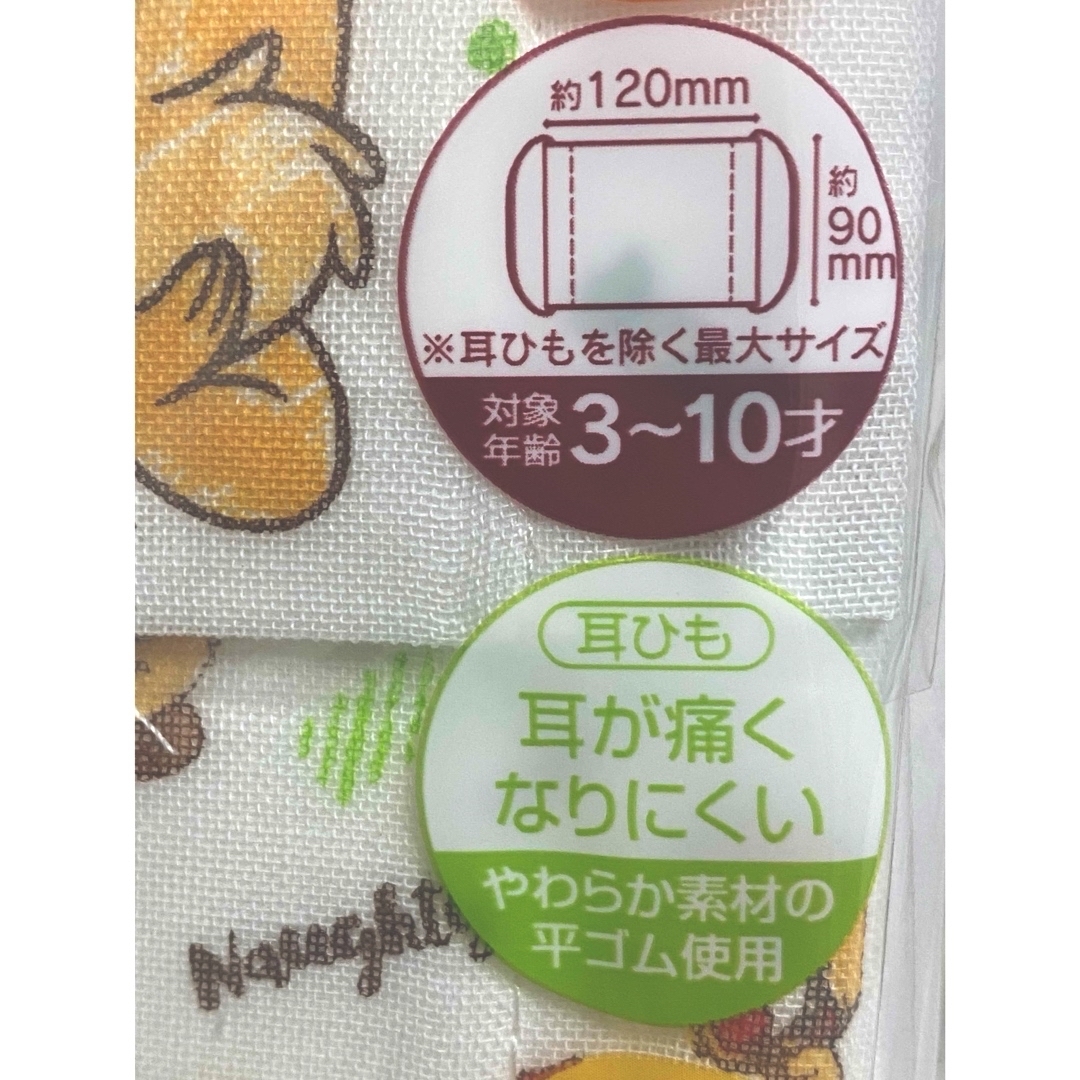 約120mm
約
90
mm
※耳ひもを除く最大サイズ
対象
年齢
3~10才
耳ひも
耳が痛く
なりにくい
やわらか素材の
平ゴム使用